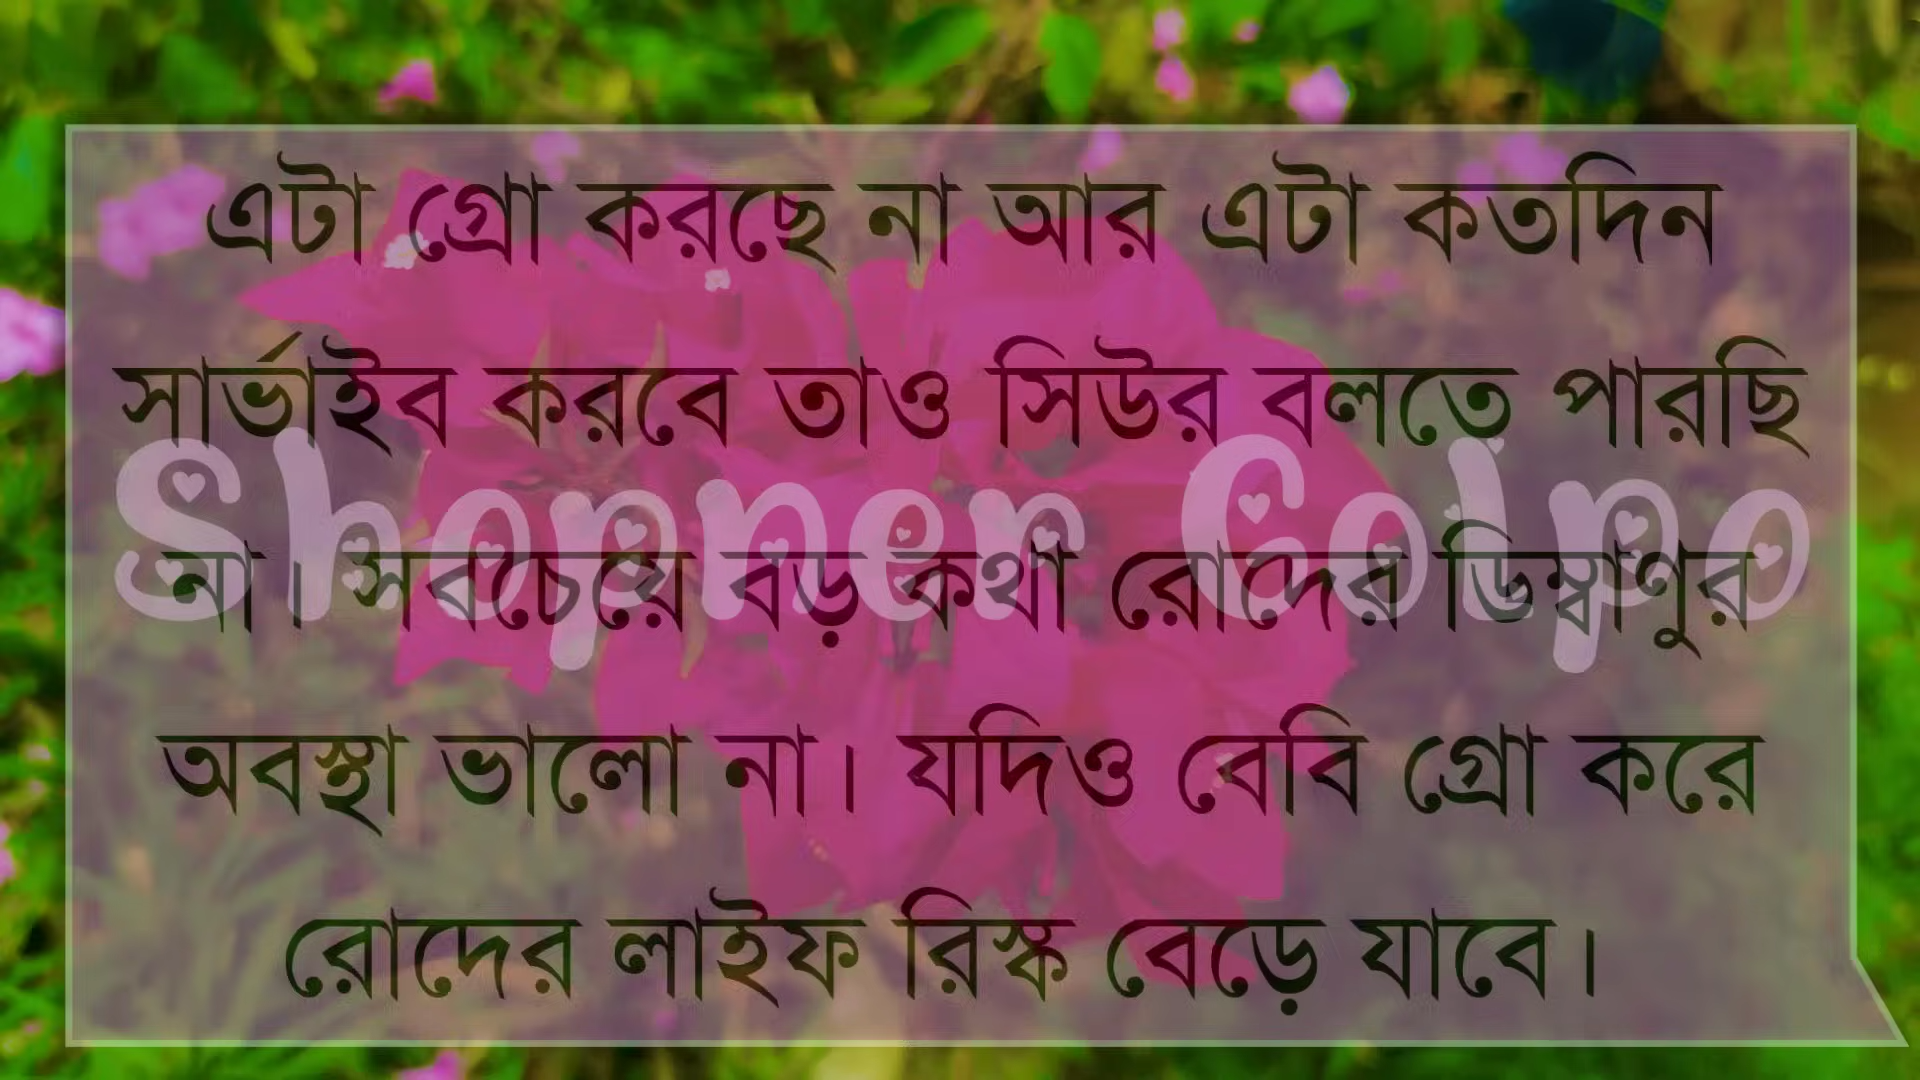 এটা গ্রো করছে না আর এটা কতদিন
সার্ভাইব করবে তাও সিউর বলতে পারছি
Shopner Golpo
না। সবচেয়ে বড় কথা রোদের ডিম্বাণুর
অবস্থা ভালো না। যদিও বেবি গ্রো করে
রোদের লাইফ রিস্ক বেড়ে যাবে।